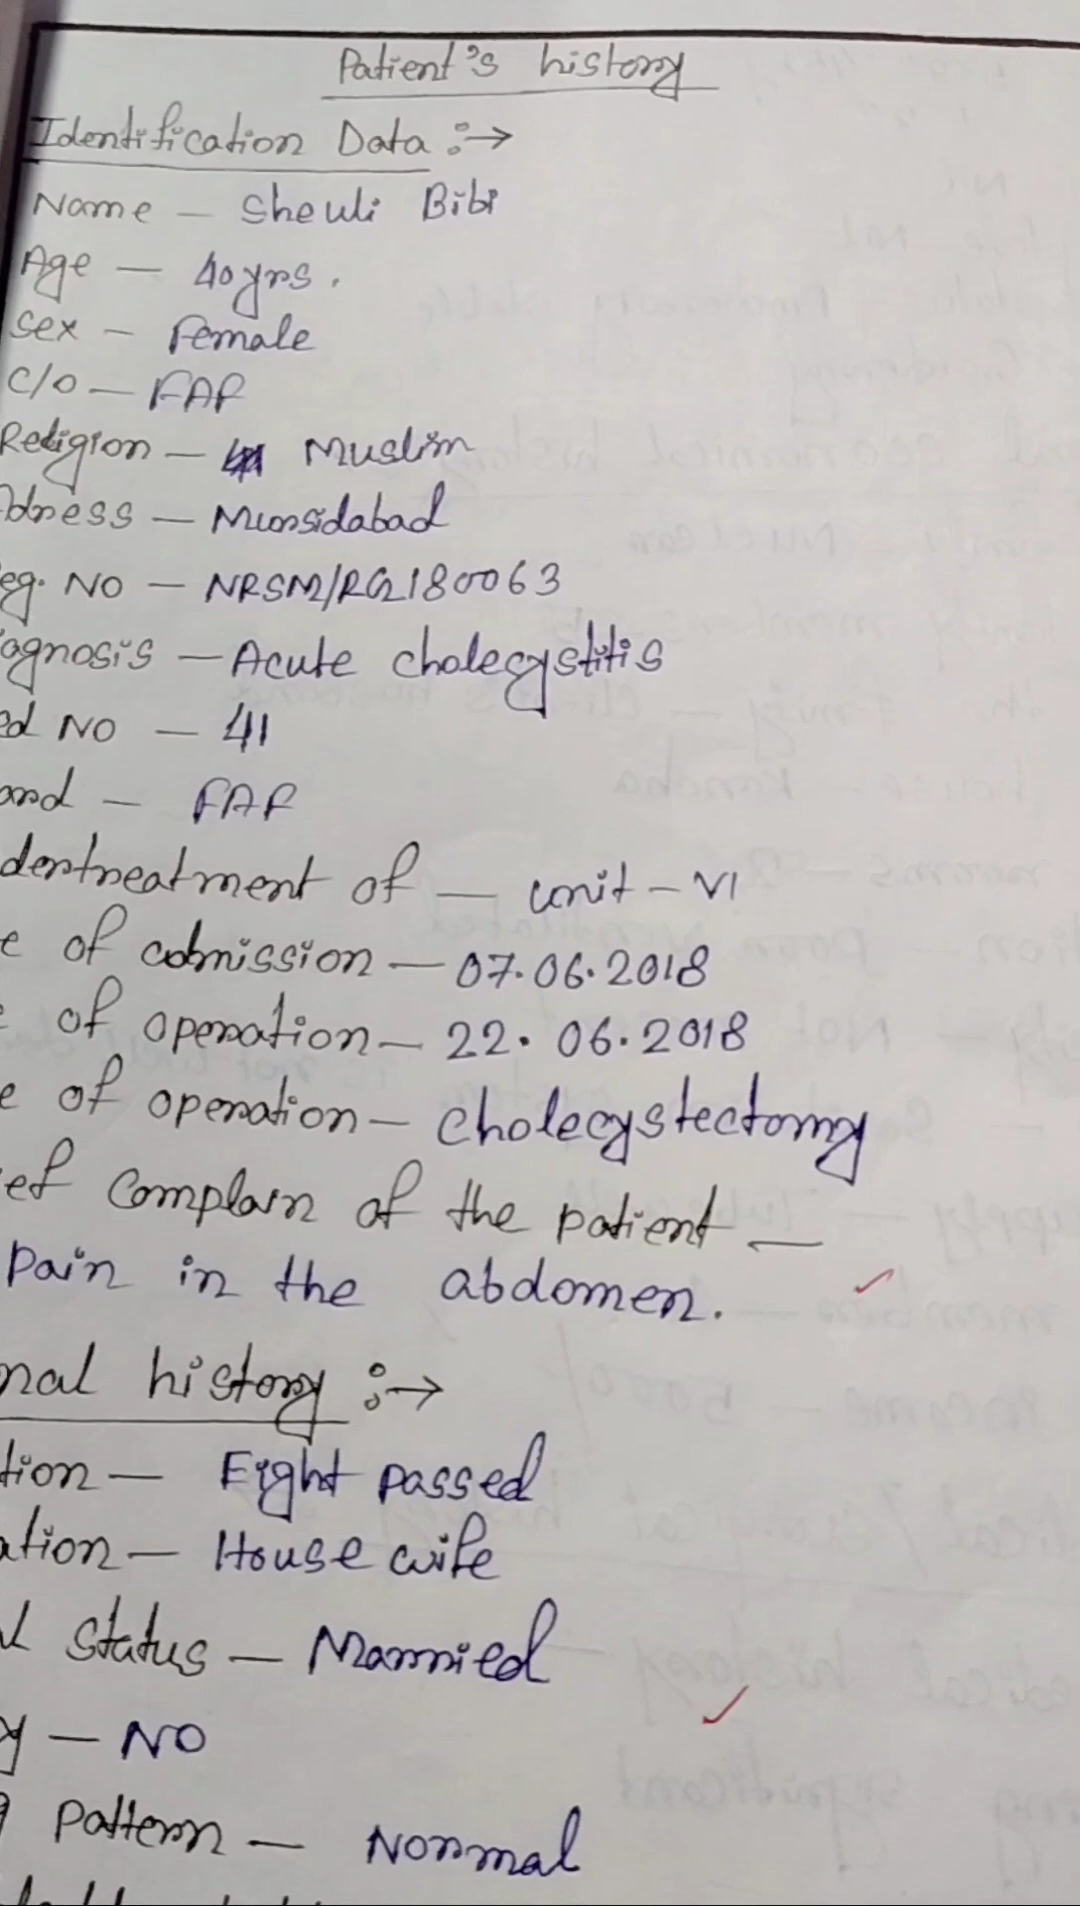 Patient's history
Identification Data :→
Name – Sheuli Bibi
Age – 40yrs.
Sex – Female
C/O – FAF
Religion – Muslim
dress – Mursidabad
eg. NO – NRSM/RG180063
agnosis – Acute cholecystitis
ed NO – 41
ard – FAF
dertreatment of – unit – VI
e of admission – 07.06.2018
of operation – 22.06.2018
e of operation – cholecystectomy
ef complain of the patient –
Pain in the abdomen.
nal history :→
tion – Eight passed
ation – House wife
l status – Married
y – NO
g pattern – Normal